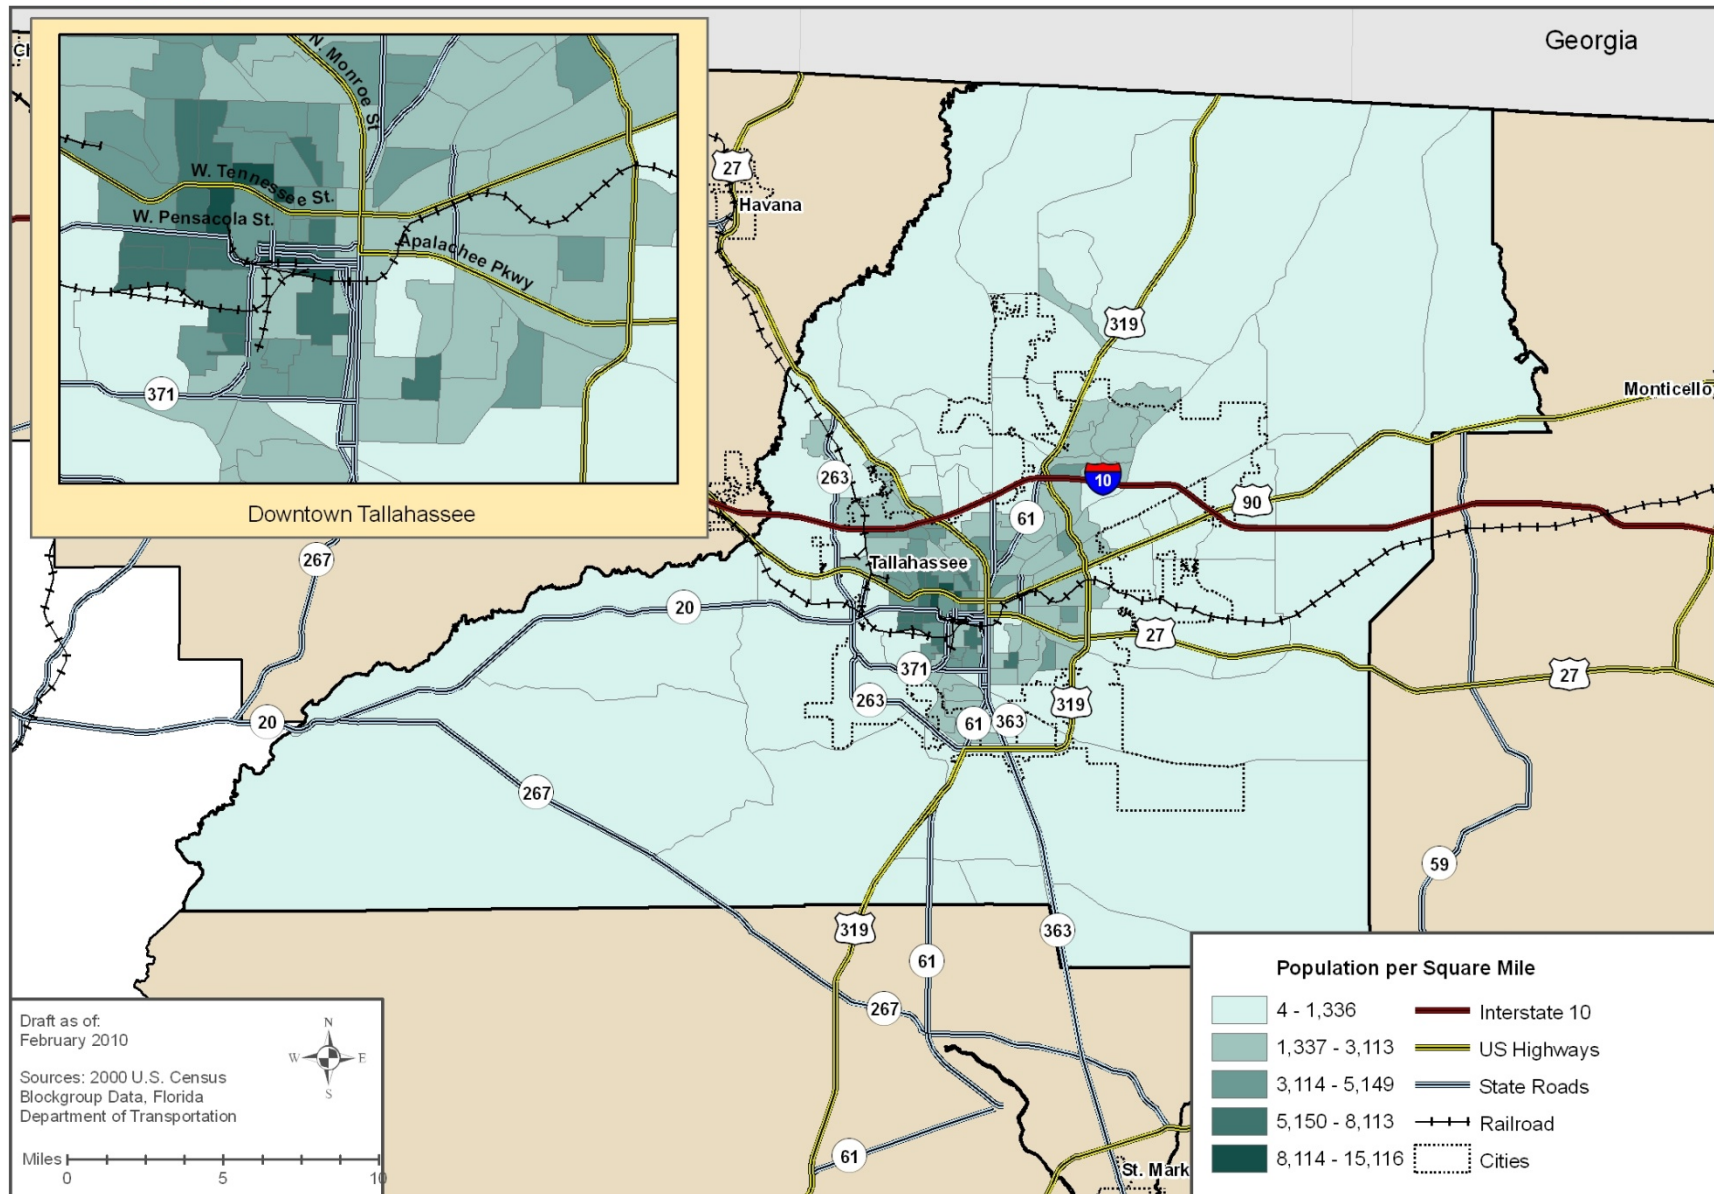 Georgia
Ch
N. Monroe St
W. Tennessee St.
W. Pensacola St.
Apalachee Pkwy
371
Downtown Tallahassee
27
Havana
319
Monticello
263
10
90
61
Tallahassee
267
20
27
371
27
263
319
61
363
20
267
59
319
363
61
267
61
St. Mark
Draft as of:
February 2010
N
W E
S
Sources: 2000 U.S. Census
Blockgroup Data, Florida
Department of Transportation
Miles
0 5 10
Population per Square Mile
4 - 1,336 Interstate 10
1,337 - 3,113 US Highways
3,114 - 5,149 State Roads
5,150 - 8,113 Railroad
8,114 - 15,116 Cities